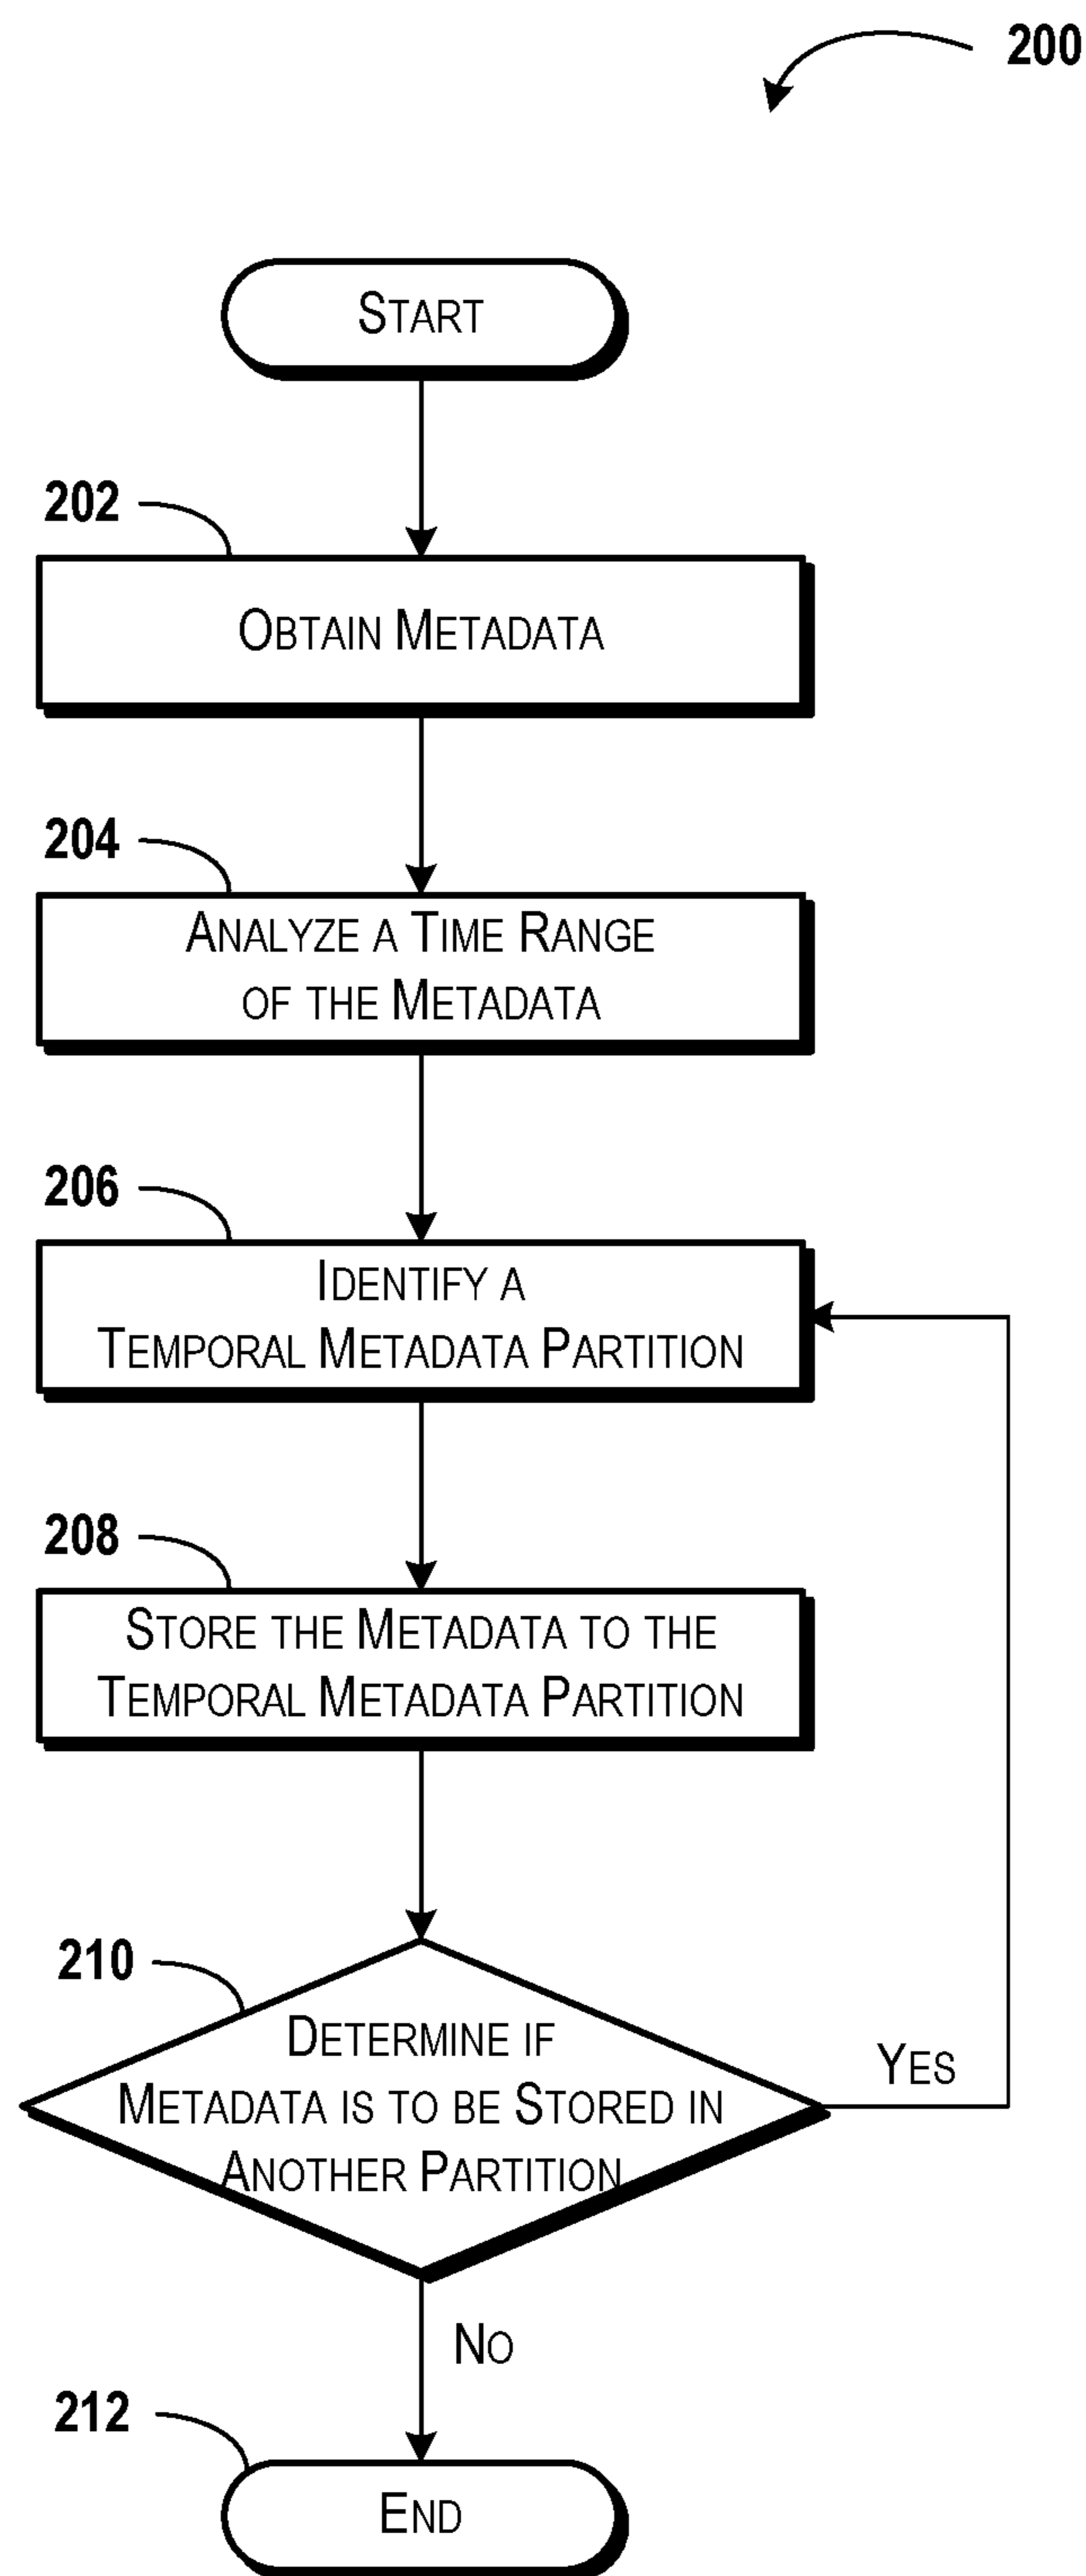 200
START
202
OBTAIN METADATA
204
ANALYZE A TIME RANGE
OF THE METADATA
206
IDENTIFY A
TEMPORAL METADATA PARTITION
208
STORE THE METADATA TO THE
TEMPORAL METADATA PARTITION
210
DETERMINE IF
METADATA IS TO BE STORED IN
ANOTHER PARTITION
YES
NO
212
END